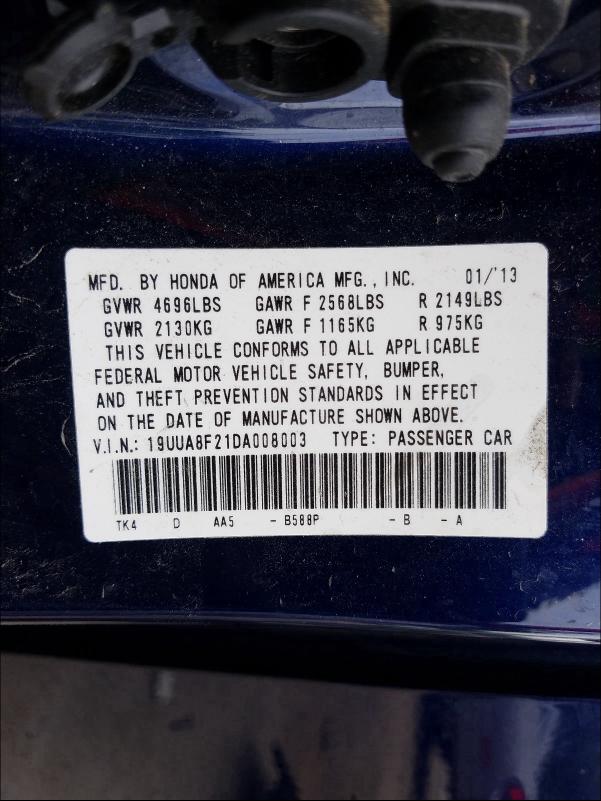 MFD. BY HONDA OF AMERICA MFG., INC. 01/'13
GVWR 4696LBS GAWR F 2568LBS R 2149LBS
GVWR 2130KG GAWR F 1165KG R 975KG
THIS VEHICLE CONFORMS TO ALL APPLICABLE
FEDERAL MOTOR VEHICLE SAFETY, BUMPER,
AND THEFT PREVENTION STANDARDS IN EFFECT
ON THE DATE OF MANUFACTURE SHOWN ABOVE.
V.I.N.: 19UUA8F21DA008003 TYPE: PASSENGER CAR
TK4 D AA5 - B588P - B - A